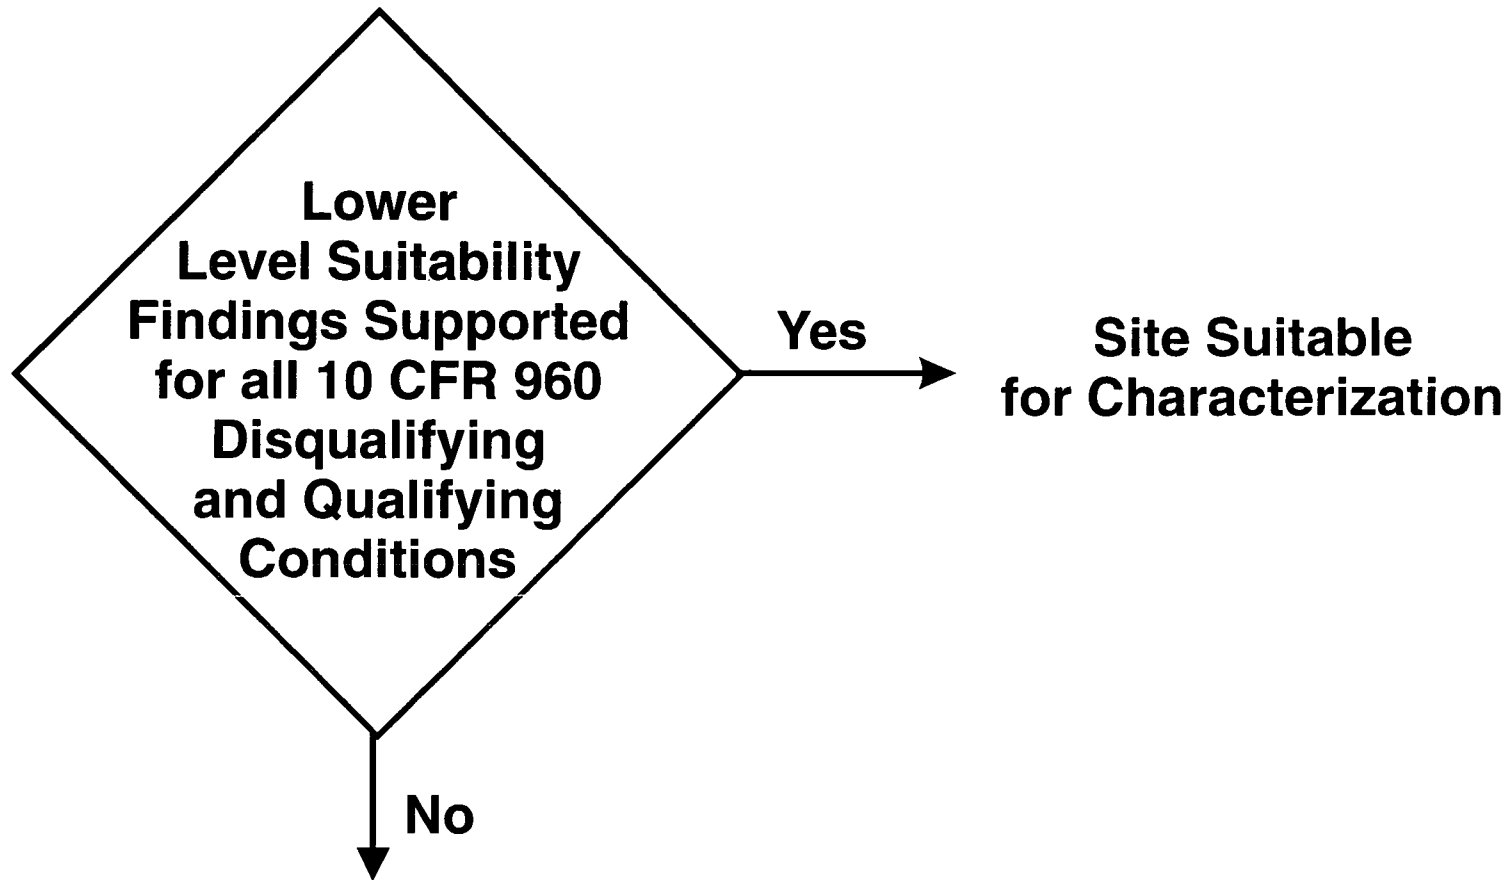 Lower
Level Suitability
Findings Supported
for all 10 CFR 960
Disqualifying
and Qualifying
Conditions
Yes
Site Suitable
for Characterization
No